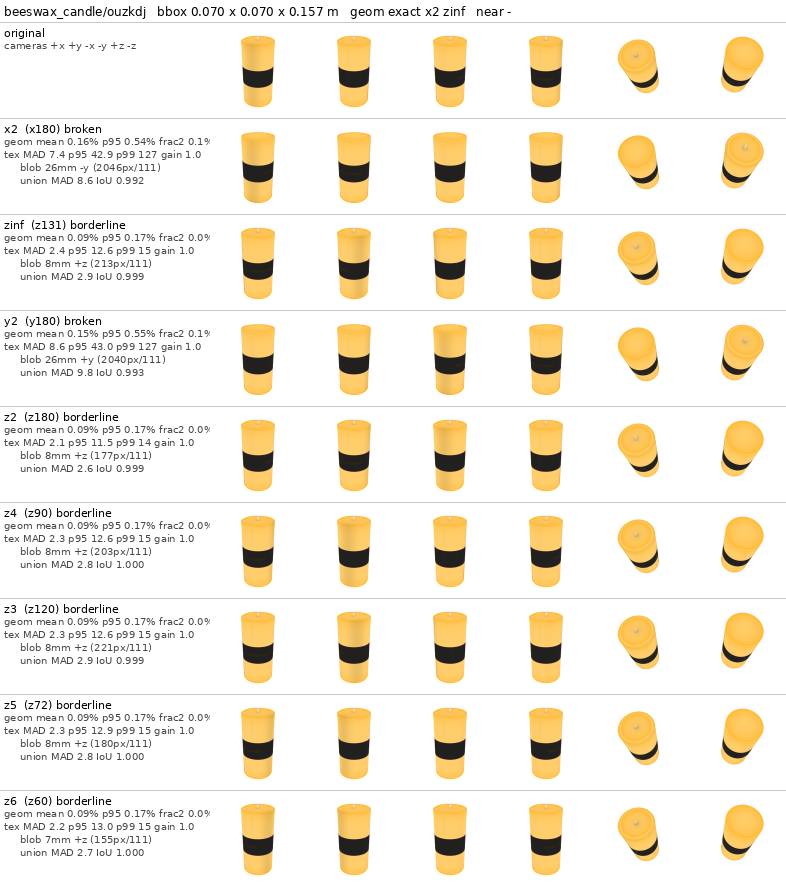 beeswax_candle/ouzkdj   bbox 0.070 x 0.070 x 0.157 m   geom exact x2 zinf   near -
original
cameras +x +y -x -y +z -z
x2  (x180) broken
geom mean 0.16% p95 0.54% frac2 0.1%
tex MAD 7.4 p95 42.9 p99 127 gain 1.0
blob 26mm -y (2046px/111)
union MAD 8.6 IoU 0.992
zinf  (z131) borderline
geom mean 0.09% p95 0.17% frac2 0.0%
tex MAD 2.4 p95 12.6 p99 15 gain 1.0
blob 8mm +z (213px/111)
union MAD 2.9 IoU 0.999
y2  (y180) broken
geom mean 0.15% p95 0.55% frac2 0.1%
tex MAD 8.6 p95 43.0 p99 127 gain 1.0
blob 26mm +y (2040px/111)
union MAD 9.8 IoU 0.993
z2  (z180) borderline
geom mean 0.09% p95 0.17% frac2 0.0%
tex MAD 2.1 p95 11.5 p99 14 gain 1.0
blob 8mm +z (177px/111)
union MAD 2.6 IoU 0.999
z4  (z90) borderline
geom mean 0.09% p95 0.17% frac2 0.0%
tex MAD 2.3 p95 12.6 p99 15 gain 1.0
blob 8mm +z (203px/111)
union MAD 2.8 IoU 1.000
z3  (z120) borderline
geom mean 0.09% p95 0.17% frac2 0.0%
tex MAD 2.3 p95 12.6 p99 15 gain 1.0
blob 8mm +z (221px/111)
union MAD 2.9 IoU 0.999
z5  (z72) borderline
geom mean 0.09% p95 0.17% frac2 0.0%
tex MAD 2.3 p95 12.9 p99 15 gain 1.0
blob 8mm +z (180px/111)
union MAD 2.8 IoU 1.000
z6  (z60) borderline
geom mean 0.09% p95 0.17% frac2 0.0%
tex MAD 2.2 p95 13.0 p99 15 gain 1.0
blob 7mm +z (155px/111)
union MAD 2.7 IoU 1.000